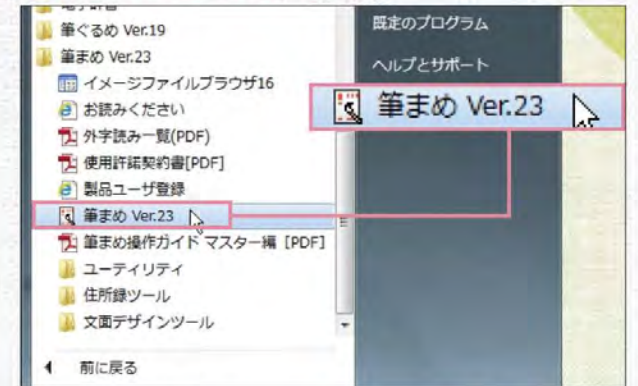 筆ぐるめ Ver.19
筆まめ Ver.23
イメージファイルブラウザ16
お読みください
外字読み一覧(PDF)
使用許諾契約書[PDF]
製品ユーザ登録
筆まめ Ver.23
筆まめ操作ガイド マスター編 [PDF]
ユーティリティ
住所録ツール
文面デザインツール
前に戻る
既定のプログラム
ヘルプとサポート
筆まめ Ver.23